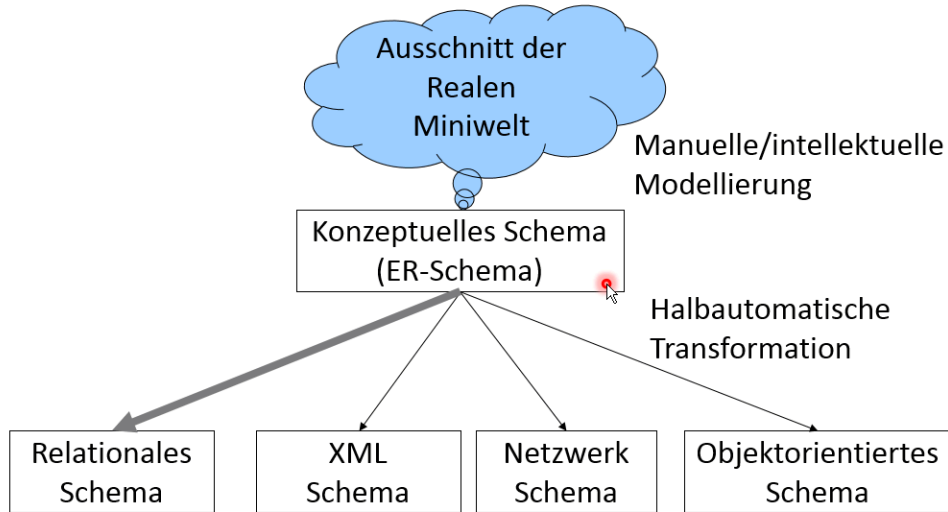 Ausschnitt der
Realen
Miniwelt
Manuelle/intellektuelle
Modellierung
Konzeptuelles Schema
(ER-Schema)
Halbautomatische
Transformation
Relationales
Schema
XML
Schema
Netzwerk
Schema
Objektorientiertes
Schema